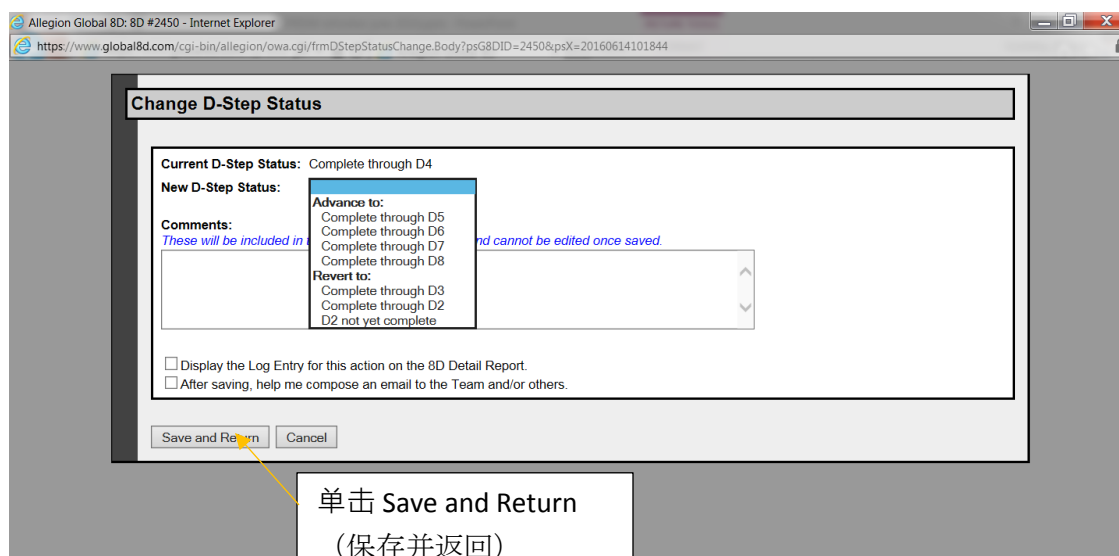 Allegion Global 8D: 8D #2450 - Internet Explorer
https://www.global8d.com/cgi-bin/allegion/owa.cgi/frmDStepStatusChange.Body?psG8DID=2450&psX=20160614101844
Change D-Step Status
Current D-Step Status: Complete through D4
New D-Step Status:
Advance to:
Complete through D5
Complete through D6
Complete through D7
Complete through D8
Revert to:
Complete through D3
Complete through D2
D2 not yet complete
Comments:
These will be included in nd cannot be edited once saved.
Display the Log Entry for this action on the 8D Detail Report.
After saving, help me compose an email to the Team and/or others.
Save and Return Cancel
单击 Save and Return
（保存并返回）